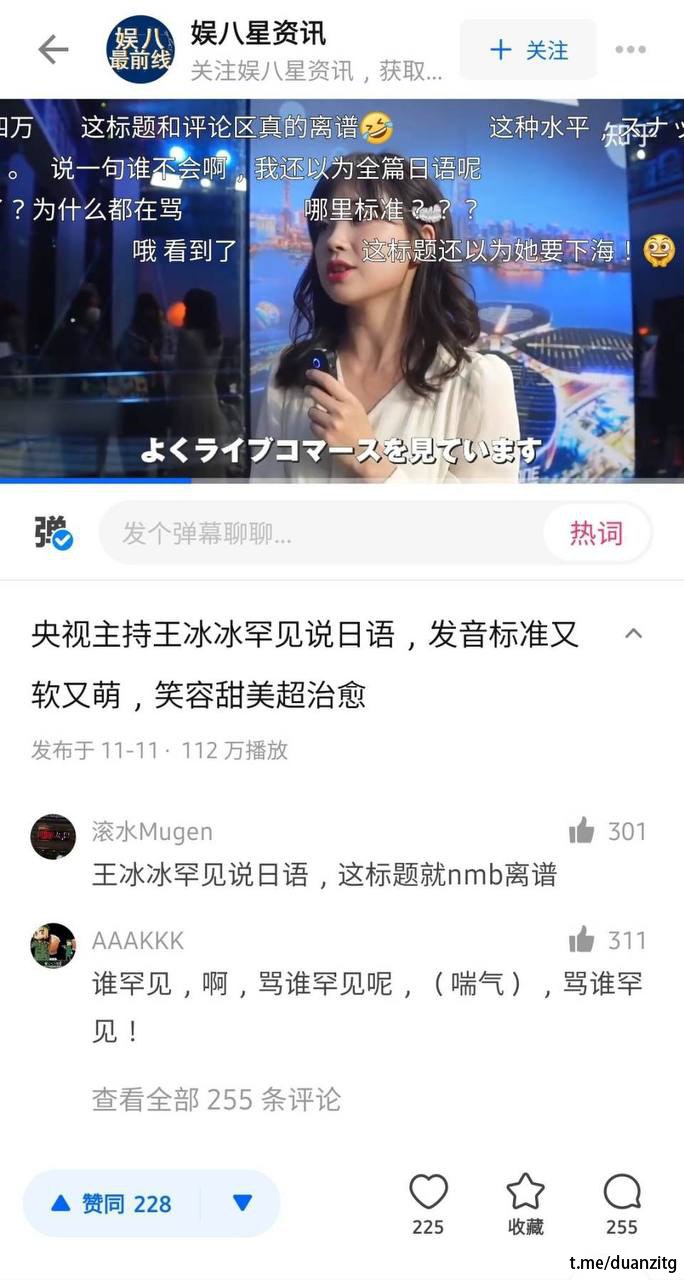 娱八
最前线
娱八星资讯
关注娱八星资讯，获取...
+ 关注
四万
这标题和评论区真的离谱🤣
这种水平，スナッ
知乎
。 说一句谁不会啊，我还以为全篇日语呢
？为什么都在骂
哪里标准？？？
哦 看到了
这标题还以为她要下海！
よくライブコマースを見ています
弹
发个弹幕聊聊...
热词
央视主持王冰冰罕见说日语，发音标准又
软又萌，笑容甜美超治愈
发布于 11-11 · 112 万播放
滚水Mugen
301
王冰冰罕见说日语，这标题就nmb离谱
AAAKKK
311
谁罕见，啊，骂谁罕见呢，（喘气），骂谁罕
见！
查看全部 255 条评论
赞同 228
225
收藏
255
t.me/duanzitg